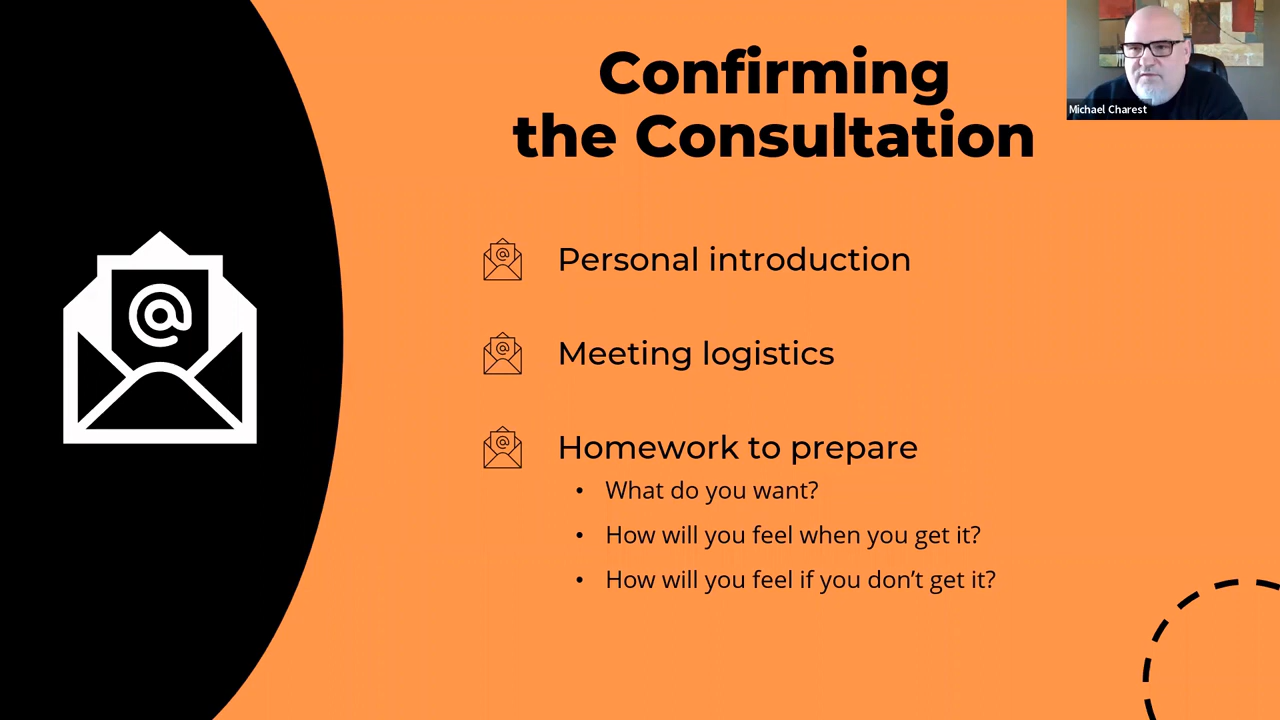 Confirming
the Consultation
Michael Charest
@
@ Personal introduction
@ Meeting logistics
@ Homework to prepare
• What do you want?
• How will you feel when you get it?
• How will you feel if you don’t get it?